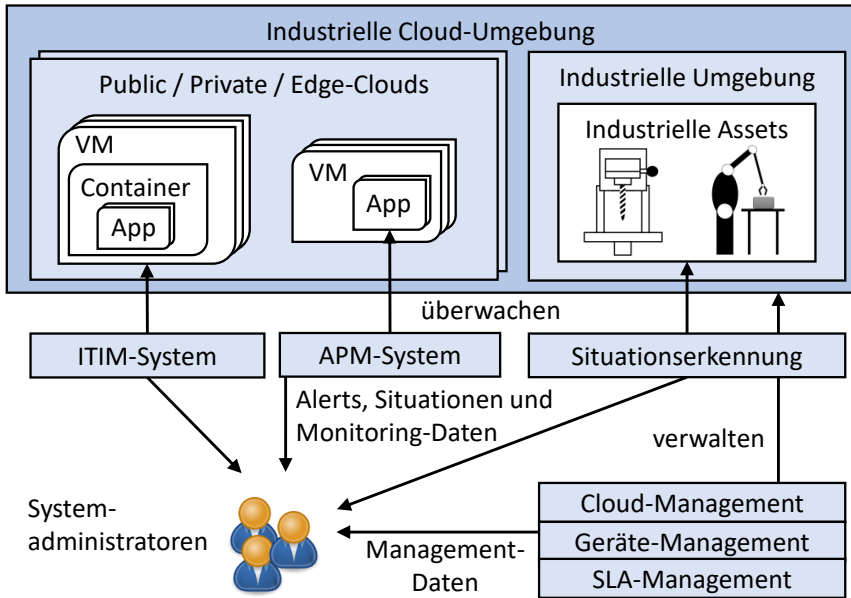 Industrielle Cloud-Umgebung
Public / Private / Edge-Clouds
VM
Container
App
VM
App
Industrielle Umgebung
Industrielle Assets
überwachen
ITIM-System
APM-System
Situationserkennung
Alerts, Situationen und
Monitoring-Daten
verwalten
System-
administratoren
Management-
Daten
Cloud-Management
Geräte-Management
SLA-Management